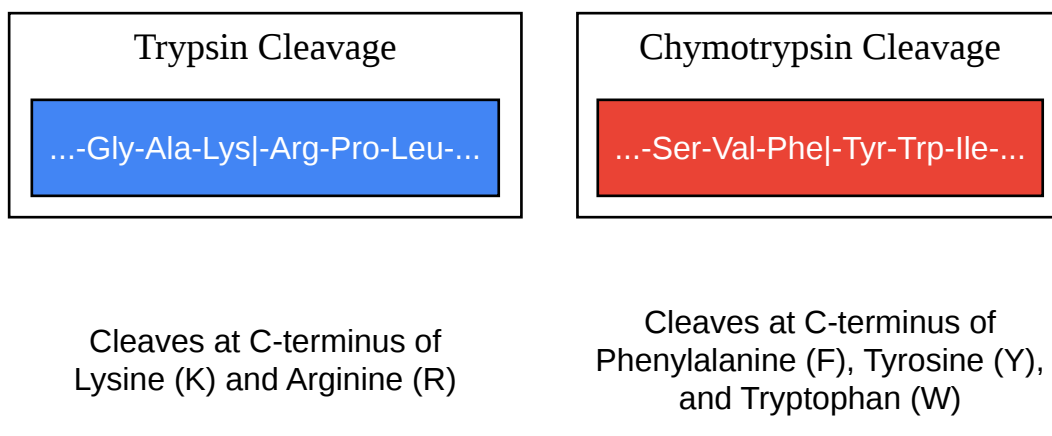 Trypsin Cleavage
...-Gly-Ala-Lys|-Arg-Pro-Leu-...
Cleaves at C-terminus of
Lysine (K) and Arginine (R)
Chymotrypsin Cleavage
...-Ser-Val-Phe|-Tyr-Trp-Ile-...
Cleaves at C-terminus of
Phenylalanine (F), Tyrosine (Y),
and Tryptophan (W)